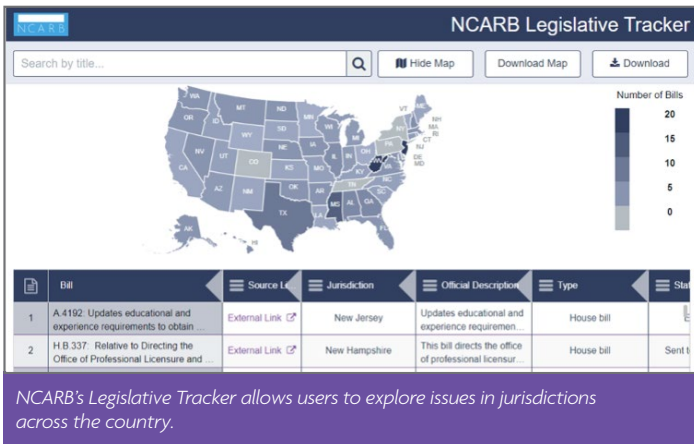 NCARB
NCARB Legislative Tracker
Search by title...
Hide Map
Download Map
Download
Number of Bills
20
15
10
5
0
WA
MT
ND
MN
VT
ME
NH
OR
ID
WI
MI
NY
MA
RI
SD
WY
CT
NJ
IA
PA
NE
NV
UT
CO
IL
IN
OH
DE
MD
CA
KS
MO
KY
WV
VA
NC
TN
AZ
NM
OK
AR
SC
MS
AL
GA
TX
LA
FL
AK
HI
Bill
Source L
Jurisdiction
Official Description
Type
Stat
1
A.4192: Updates educational and
experience requirements to obtain ...
External Link
New Jersey
Updates educational and
experience requiremen...
House bill
2
H.B.337: Relative to Directing the
Office of Professional Licensure and ...
External Link
New Hampshire
This bill directs the office
of professional licensur...
House bill
Sent t
NCARB's Legislative Tracker allows users to explore issues in jurisdictions
across the country.